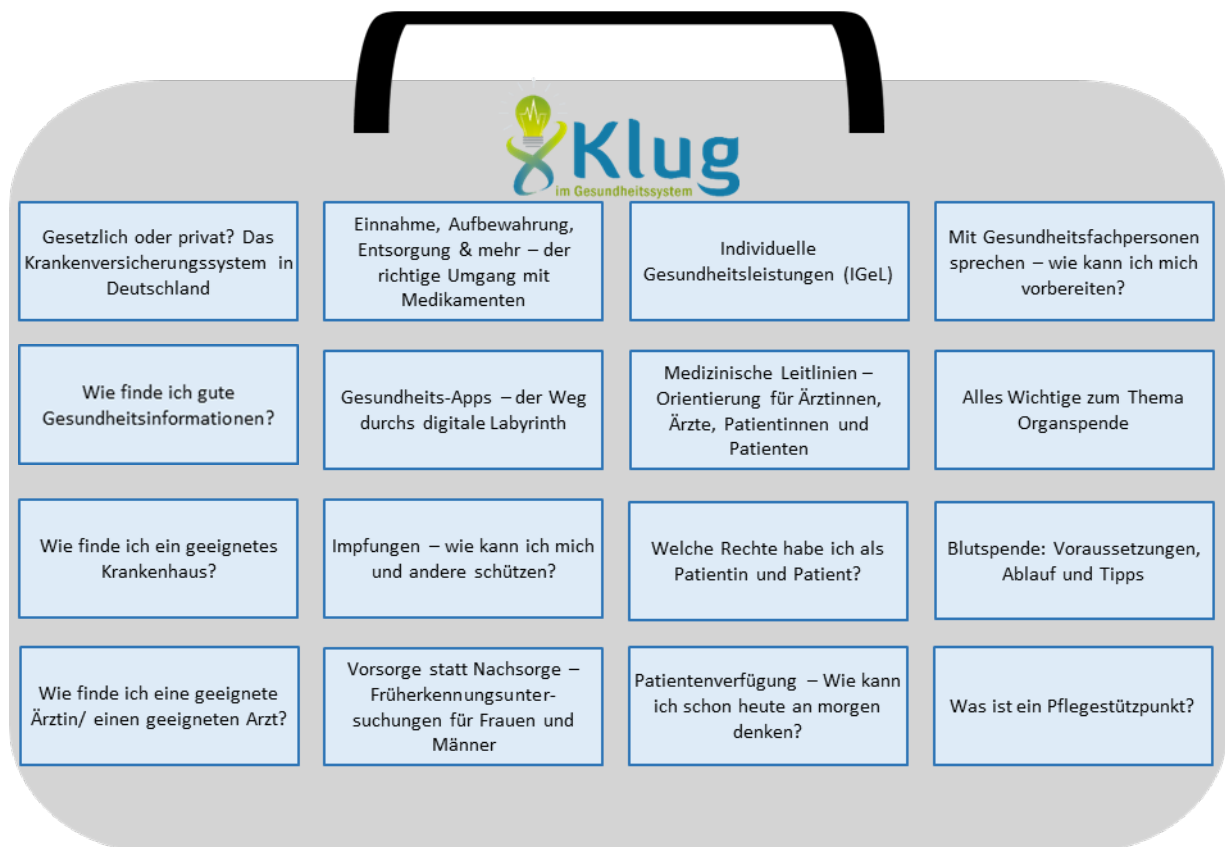 Klug
im Gesundheitssystem
Gesetzlich oder privat? Das
Krankenversicherungssystem in
Deutschland
Einnahme, Aufbewahrung,
Entsorgung & mehr – der
richtige Umgang mit
Medikamenten
Individuelle
Gesundheitsleistungen (IGeL)
Mit Gesundheitsfachpersonen
sprechen – wie kann ich mich
vorbereiten?
Wie finde ich gute
Gesundheitsinformationen?
Gesundheits-Apps – der Weg
durchs digitale Labyrinth
Medizinische Leitlinien –
Orientierung für Ärztinnen,
Ärzte, Patientinnen und
Patienten
Alles Wichtige zum Thema
Organspende
Wie finde ich ein geeignetes
Krankenhaus?
Impfungen – wie kann ich mich
und andere schützen?
Welche Rechte habe ich als
Patientin und Patient?
Blutspende: Voraussetzungen,
Ablauf und Tipps
Wie finde ich eine geeignete
Ärztin/ einen geeigneten Arzt?
Vorsorge statt Nachsorge –
Früherkennungsunter-
suchungen für Frauen und
Männer
Patientenverfügung – Wie kann
ich schon heute an morgen
denken?
Was ist ein Pflegestützpunkt?